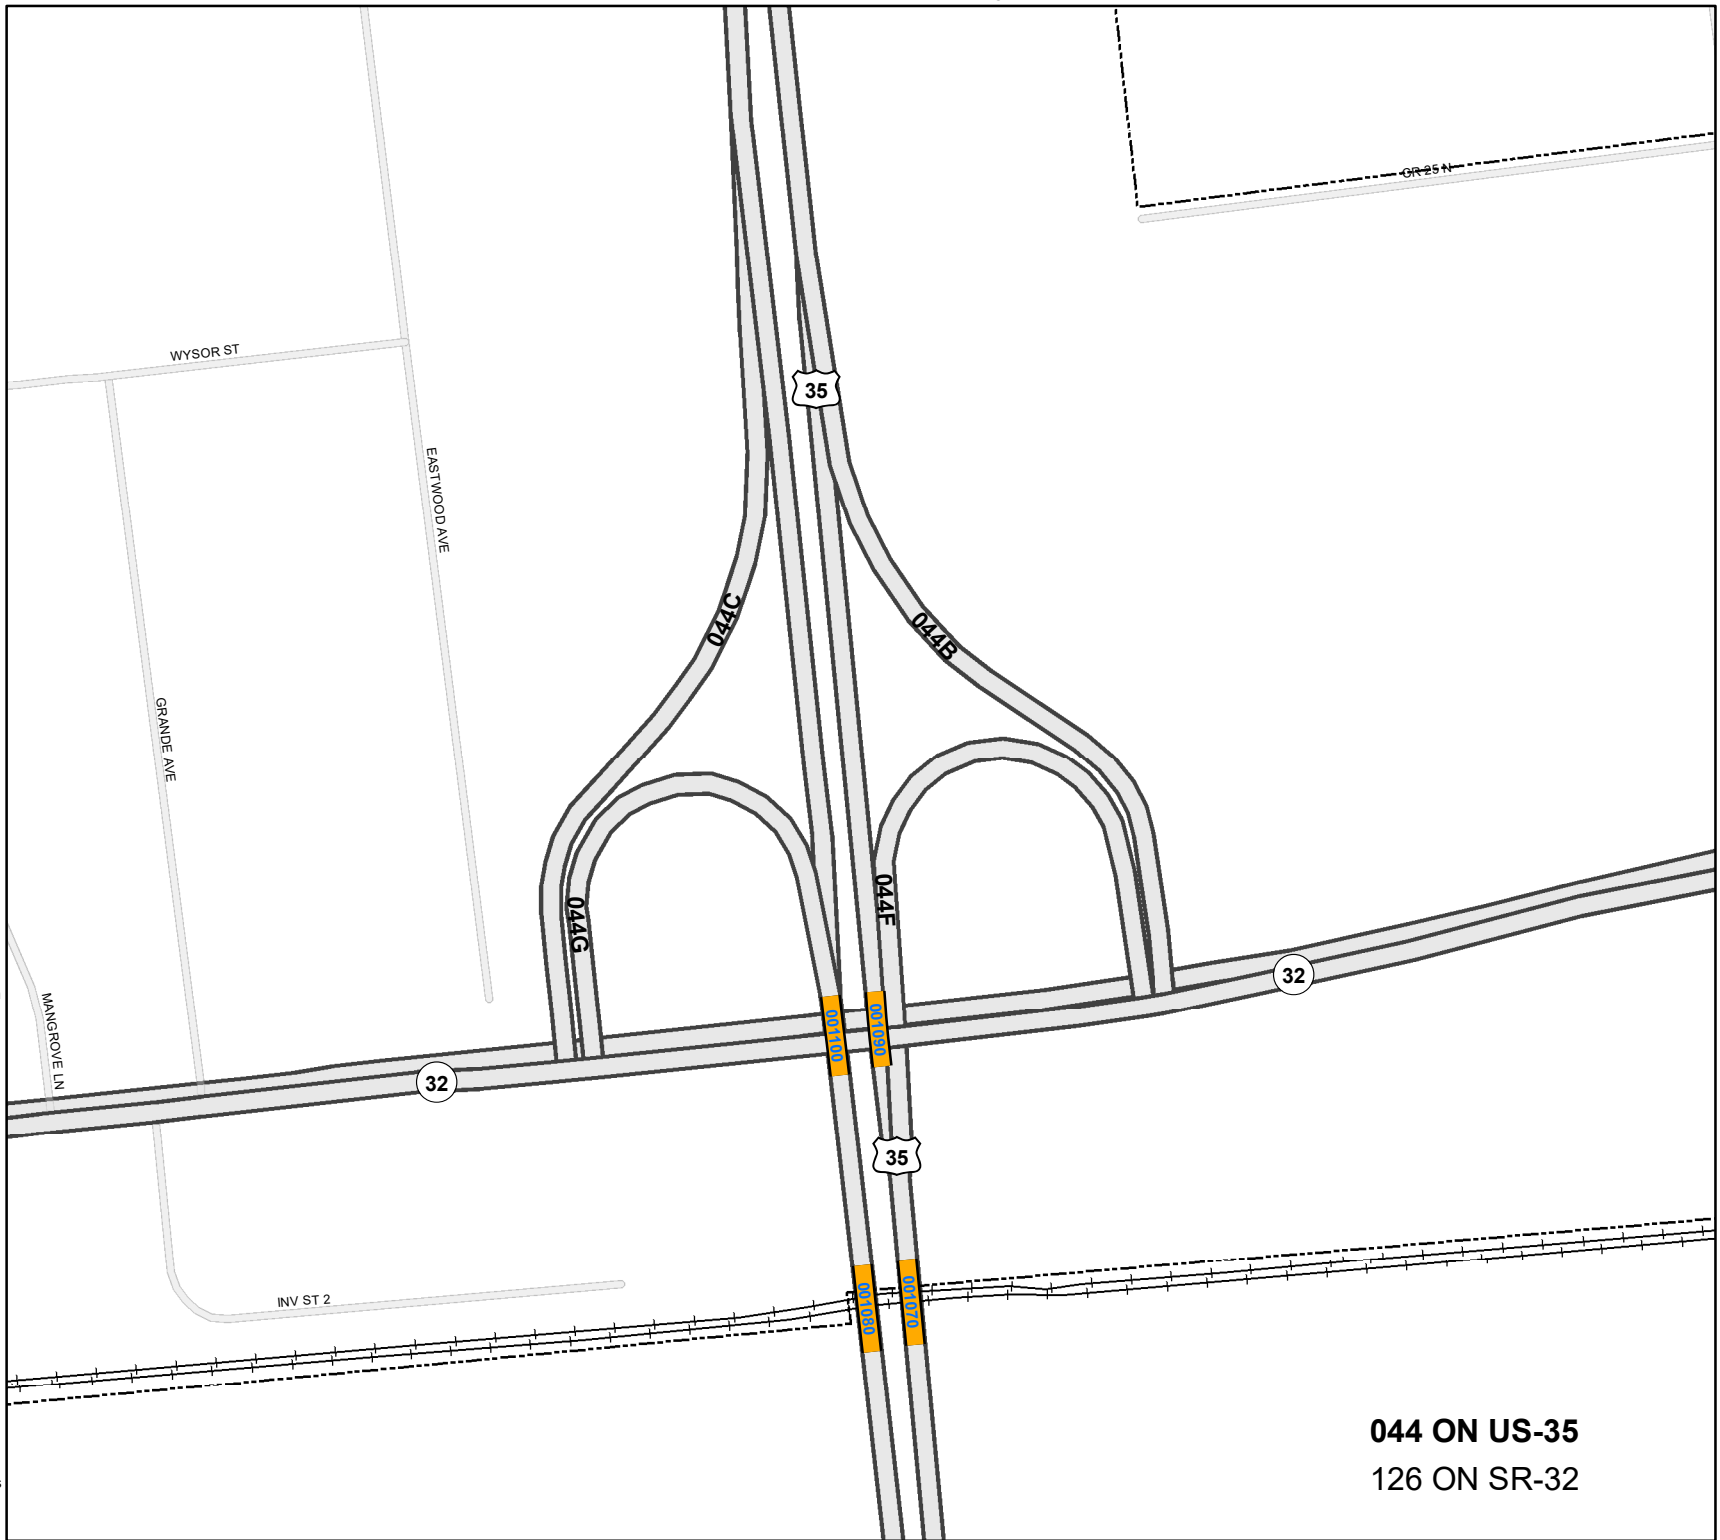 CR 25 N
WYSOR ST
35
EASTWOOD AVE
044C
044B
GRANDE AVE
044G
044F
32
MANGROVE LN
001100
001090
32
35
INV ST 2
001080
001070
044 ON US-35
126 ON SR-32